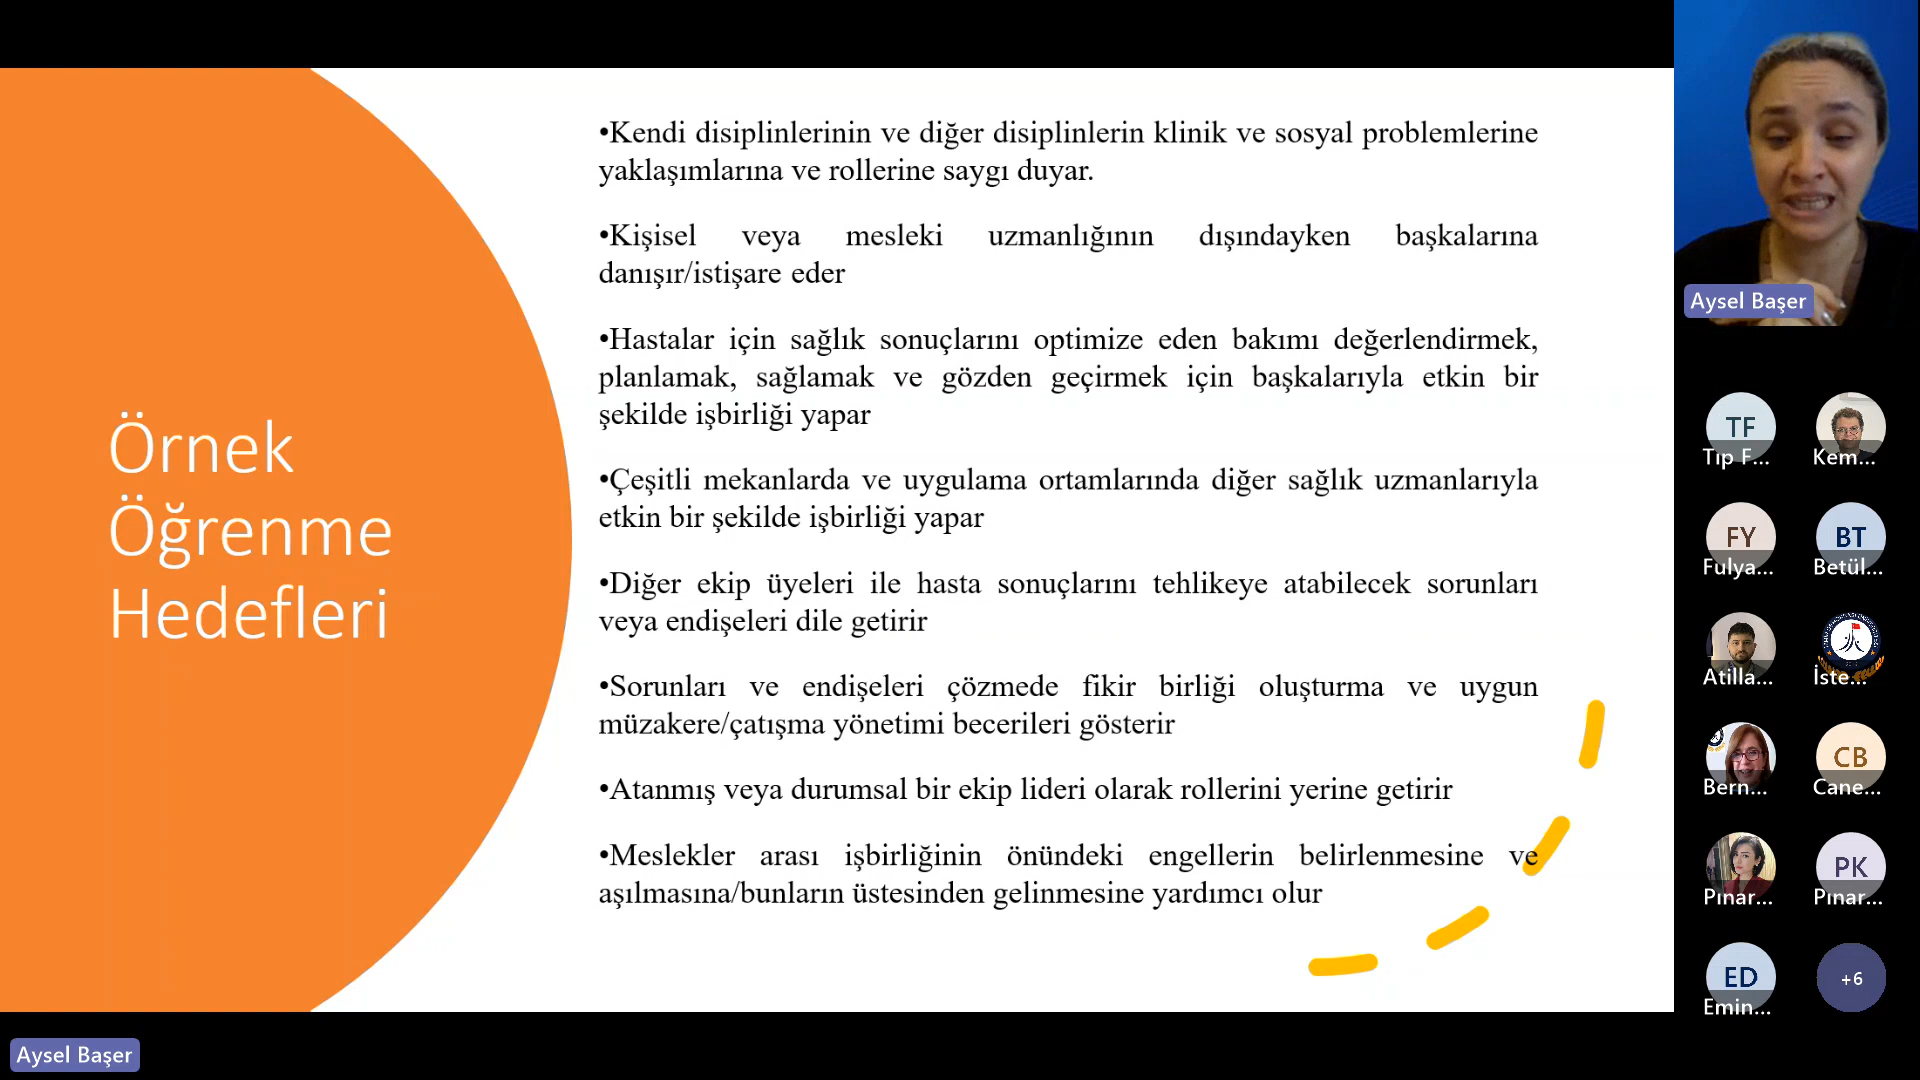 Örnek
Öğrenme
Hedefleri
•Kendi disiplinlerinin ve diğer disiplinlerin klinik ve sosyal problemlerine
yaklaşımlarına ve rollerine saygı duyar.
•Kişisel veya mesleki uzmanlığının dışındayken başkalarına
danışır/istişare eder
•Hastalar için sağlık sonuçlarını optimize eden bakımı değerlendirmek,
planlamak, sağlamak ve gözden geçirmek için başkalarıyla etkin bir
şekilde işbirliği yapar
•Çeşitli mekanlarda ve uygulama ortamlarında diğer sağlık uzmanlarıyla
etkin bir şekilde işbirliği yapar
•Diğer ekip üyeleri ile hasta sonuçlarını tehlikeye atabilecek sorunları
veya endişeleri dile getirir
•Sorunları ve endişeleri çözmede fikir birliği oluşturma ve uygun
müzakere/çatışma yönetimi becerileri gösterir
•Atanmış veya durumsal bir ekip lideri olarak rollerini yerine getirir
•Meslekler arası işbirliğinin önündeki engellerin belirlenmesine ve
aşılmasına/bunların üstesinden gelinmesine yardımcı olur
Aysel Başer
TF
Tıp F...
Kem...
FY
Fulya...
BT
Betül...
Atilla...
İste...
Bern...
CB
Cane...
Pınar...
PK
Pınar...
ED
Emin...
+6
Aysel Başer